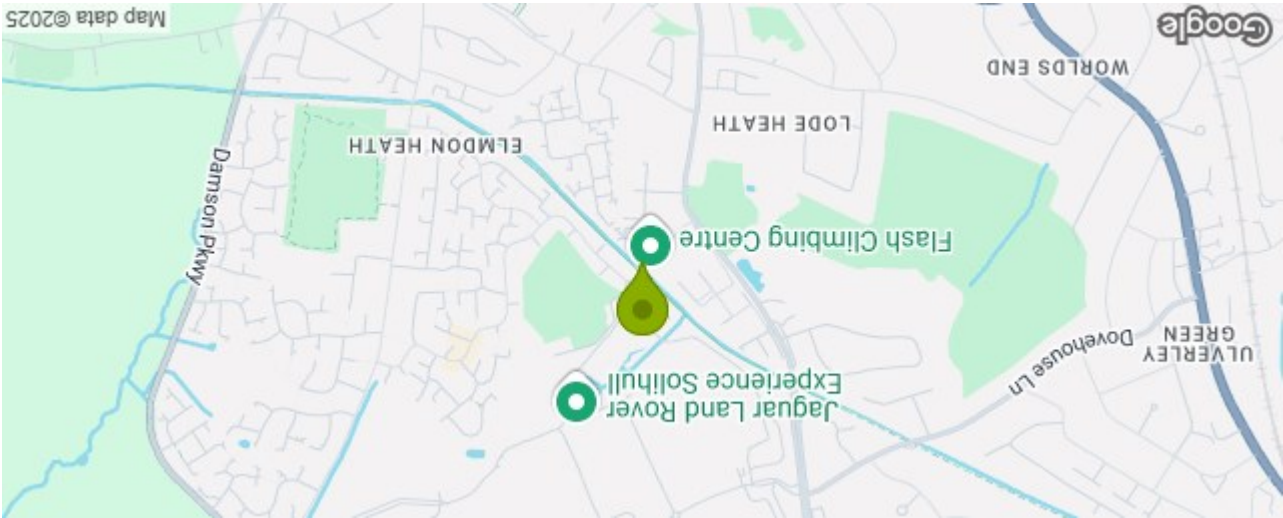 Jaguar Land Rover
Experience Solihull
Dovehouse Ln
ULVERLEY
GREEN
Flash Climbing Centre
Damson Pkwy
ELMDON HEATH
LODE HEATH
WORLDS END
Google
Map data ©2025